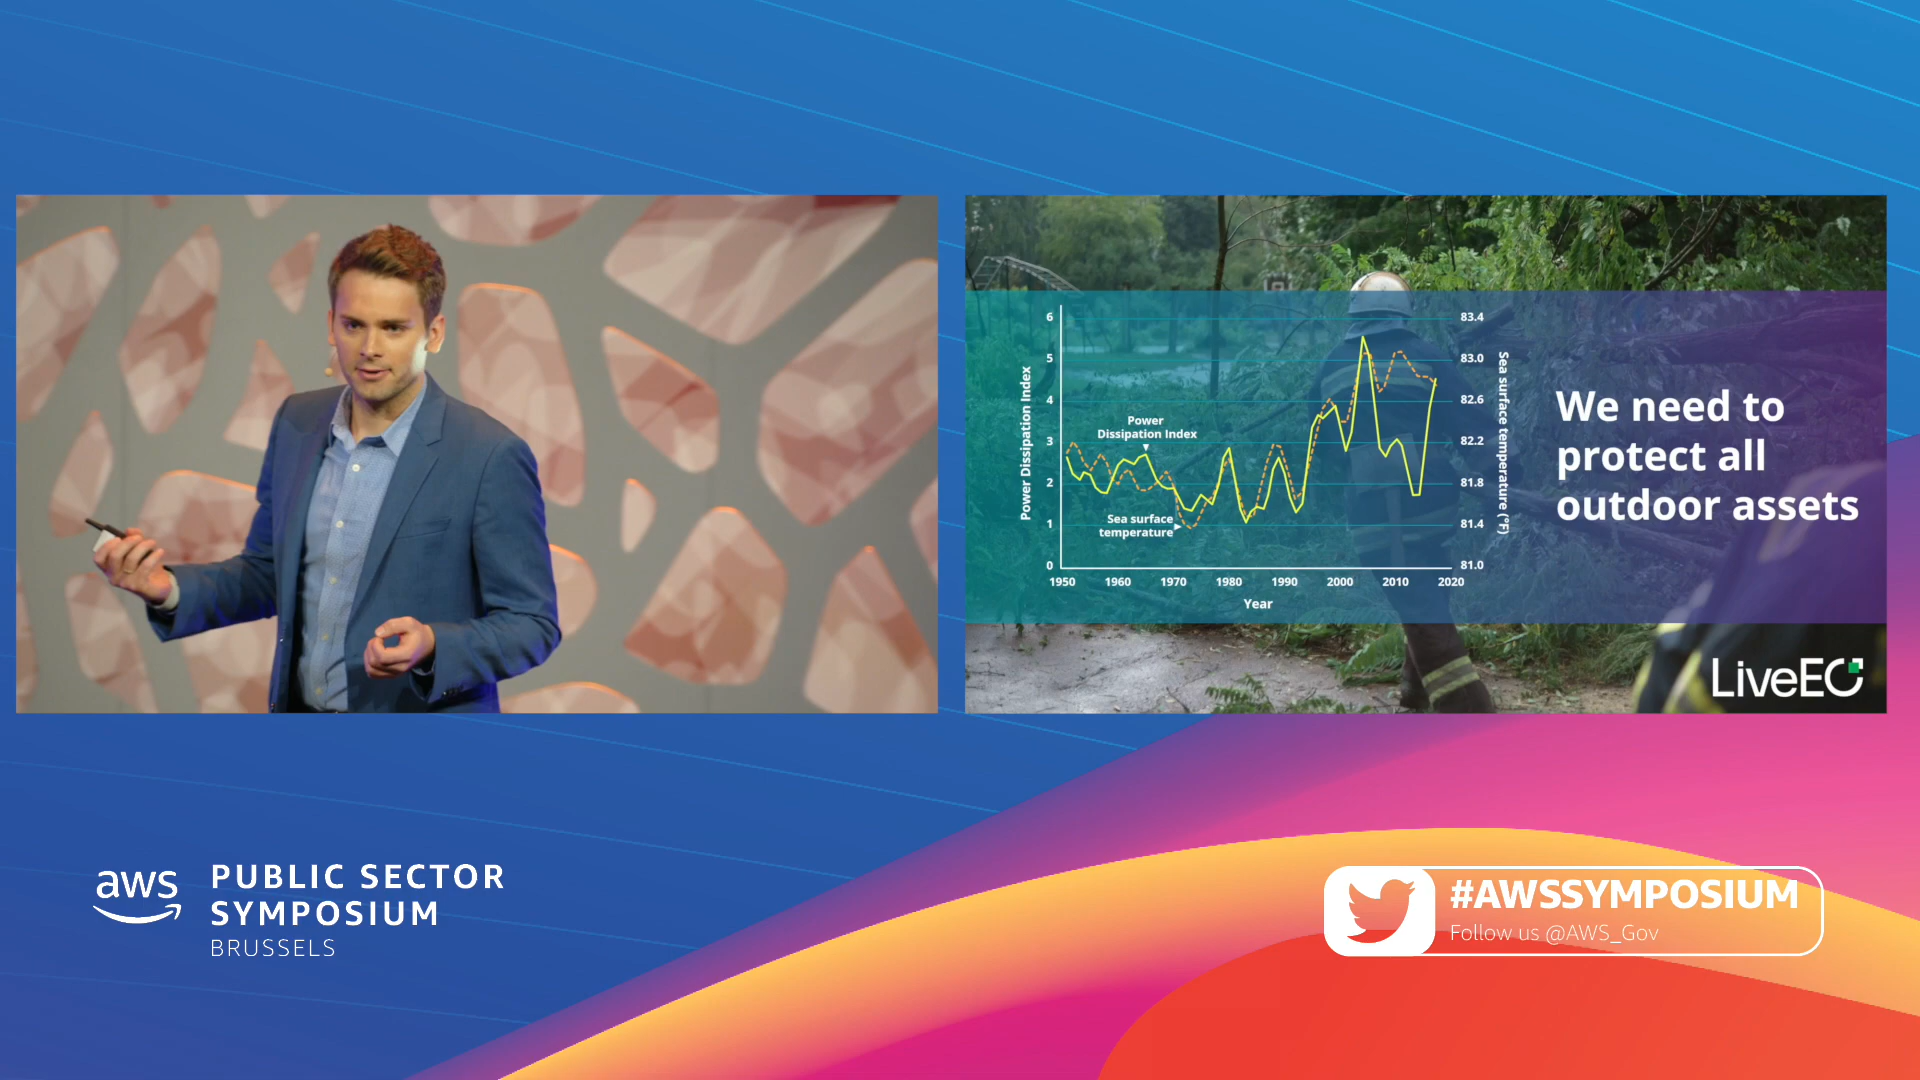 6
5
4
3
2
1
0
Power Dissipation Index
Power
Dissipation Index
Sea surface
temperature
83.4
83.0
82.6
82.2
81.8
81.4
81.0
Sea surface temperature (°F)
1950 1960 1970 1980 1990 2000 2010 2020
Year
We need to
protect all
outdoor assets
LiveEO
aws
PUBLIC SECTOR
SYMPOSIUM
BRUSSELS
#AWSSYMPOSIUM
Follow us @AWS_Gov